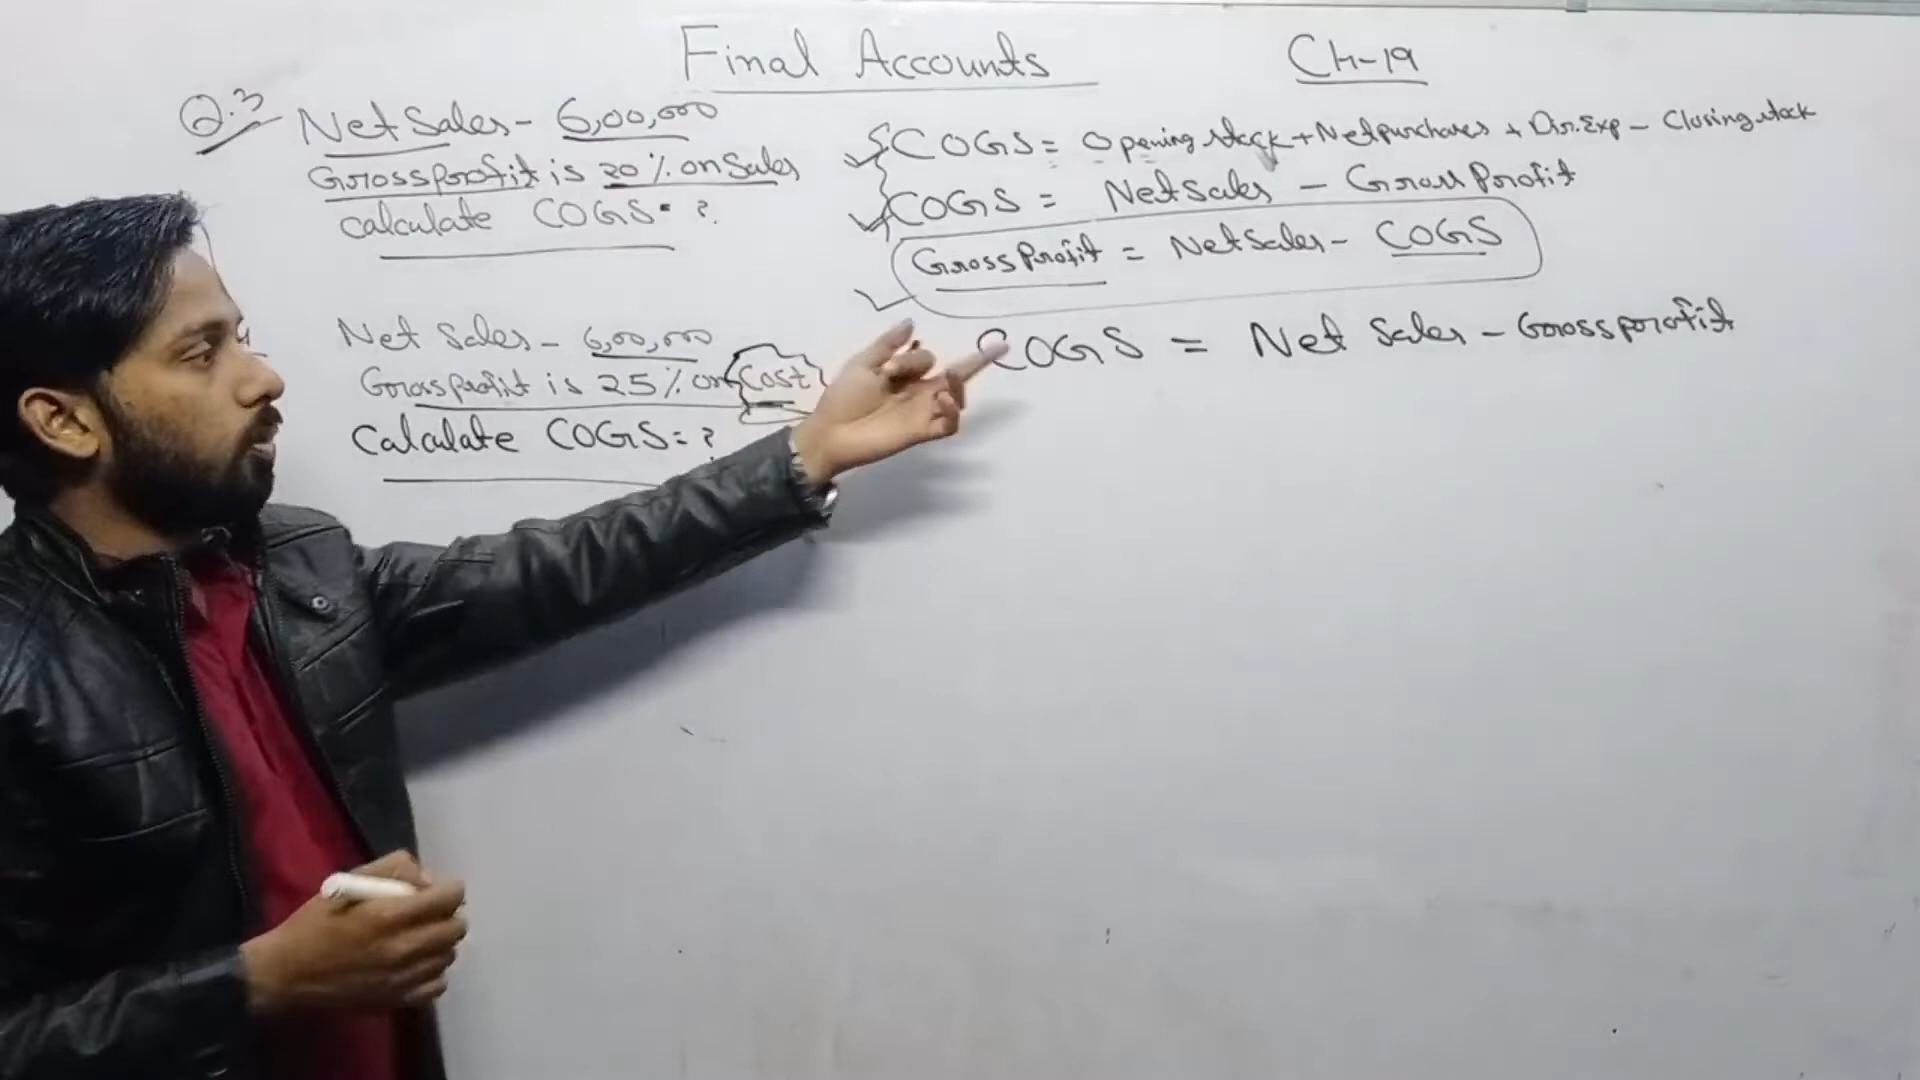 Final Accounts
Ch-19
Q.3 Net Sales - 6,00,000
Gross profit is 20% on Sales
Calculate COGS = ?
Net Sales - 6,00,000
Gross profit is 25% on Cost
Calculate COGS = ?
COGS = Opening stock + Net purchases + Dir. Exp - Closing stock
COGS = Net Sales - Gross Profit
Gross Profit = Net Sales - COGS
COGS = Net Sales - Gross profit